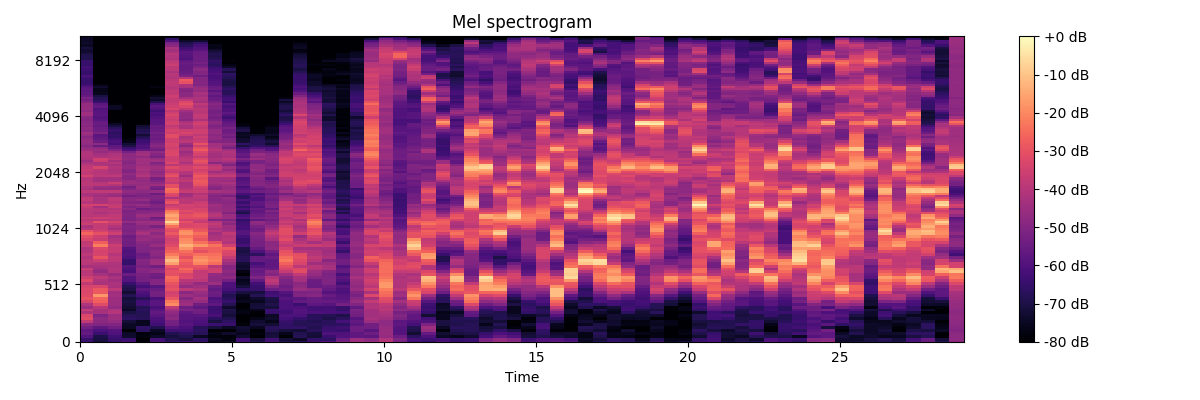 Mel spectrogram
Hz
8192
4096
2048
1024
512
0
0 5 10 15 20 25
Time
+0 dB
-10 dB
-20 dB
-30 dB
-40 dB
-50 dB
-60 dB
-70 dB
-80 dB